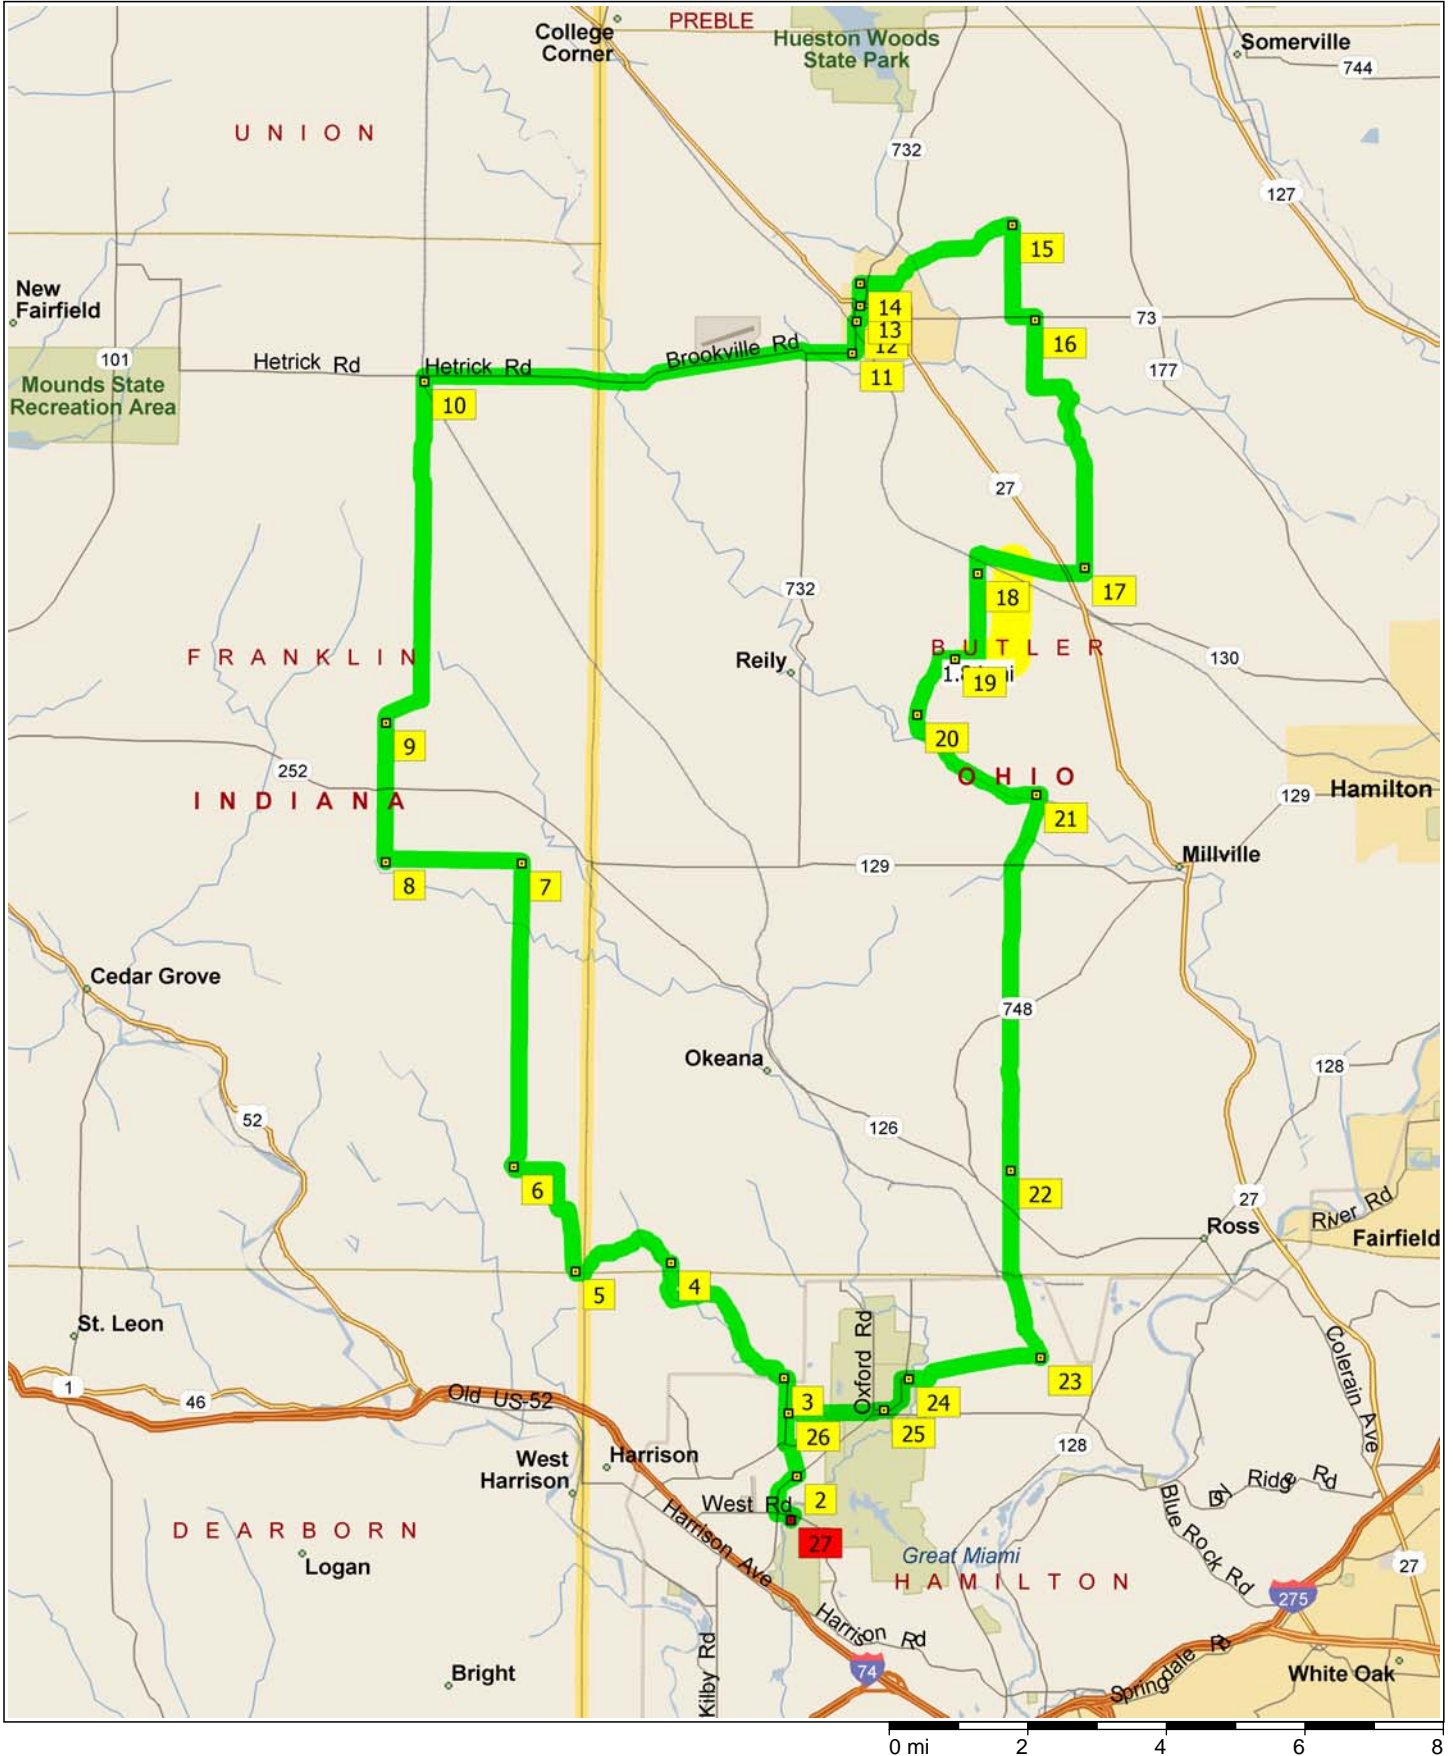 College
Corner
PREBLE
Hueston Woods
State Park
Somerville
744
UNION
732
127
15
New
Fairfield
14
73
13
101
Hetrick Rd
Hetrick Rd
Brookville Rd
12
16
Mounds State
Recreation Area
177
11
10
27
732
18
17
FRANKLIN
Reily
BUTLER
130
19
9
20
252
OHIO
INDIANA
129
Hamilton
21
129
Millville
8
7
Cedar Grove
748
Okeana
128
52
126
6
22
27
River Rd
Ross
Fairfield
5
4
St. Leon
Oxford Rd
Colerain Ave
1
46
Old US-52
3
24
23
26
25
128
West
Harrison
Harrison
2
West Rd
Dry Ridge Rd
Blue Rock Rd
DEARBORN
Harrison Ave
27
Logan
Great Miami
HAMILTON
27
275
Harrison Rd
Kilby Rd
74
Bright
Springdale Rd
White Oak
0 mi
2
4
6
8